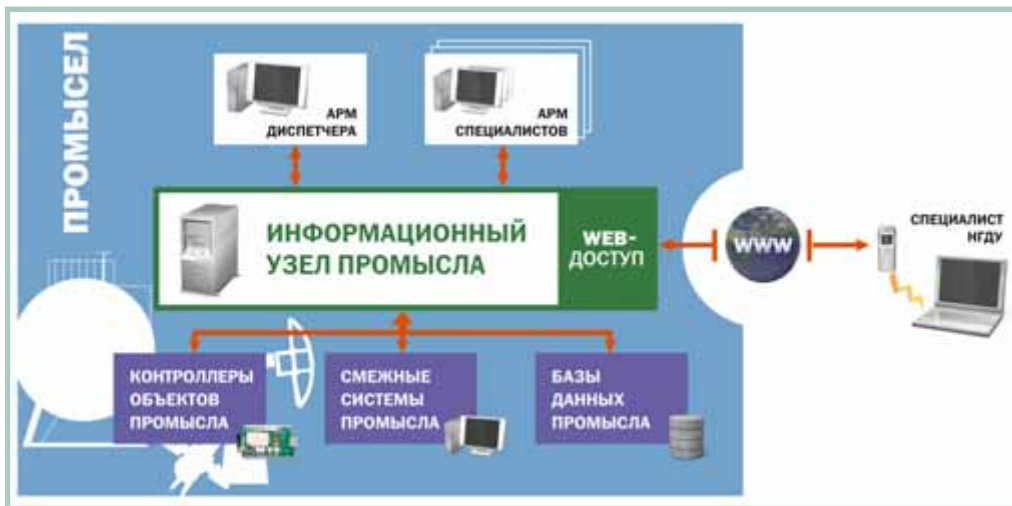 ПРОМЫСЕЛ
АРМ
ДИСПЕТЧЕРА
АРМ
СПЕЦИАЛИСТОВ
ИНФОРМАЦИОННЫЙ
УЗЕЛ ПРОМЫСЛА
WEB-
ДОСТУП
WWW
СПЕЦИАЛИСТ
НГДУ
КОНТРОЛЛЕРЫ
ОБЪЕКТОВ
ПРОМЫСЛА
СМЕЖНЫЕ
СИСТЕМЫ
ПРОМЫСЛА
БАЗЫ
ДАННЫХ
ПРОМЫСЛА